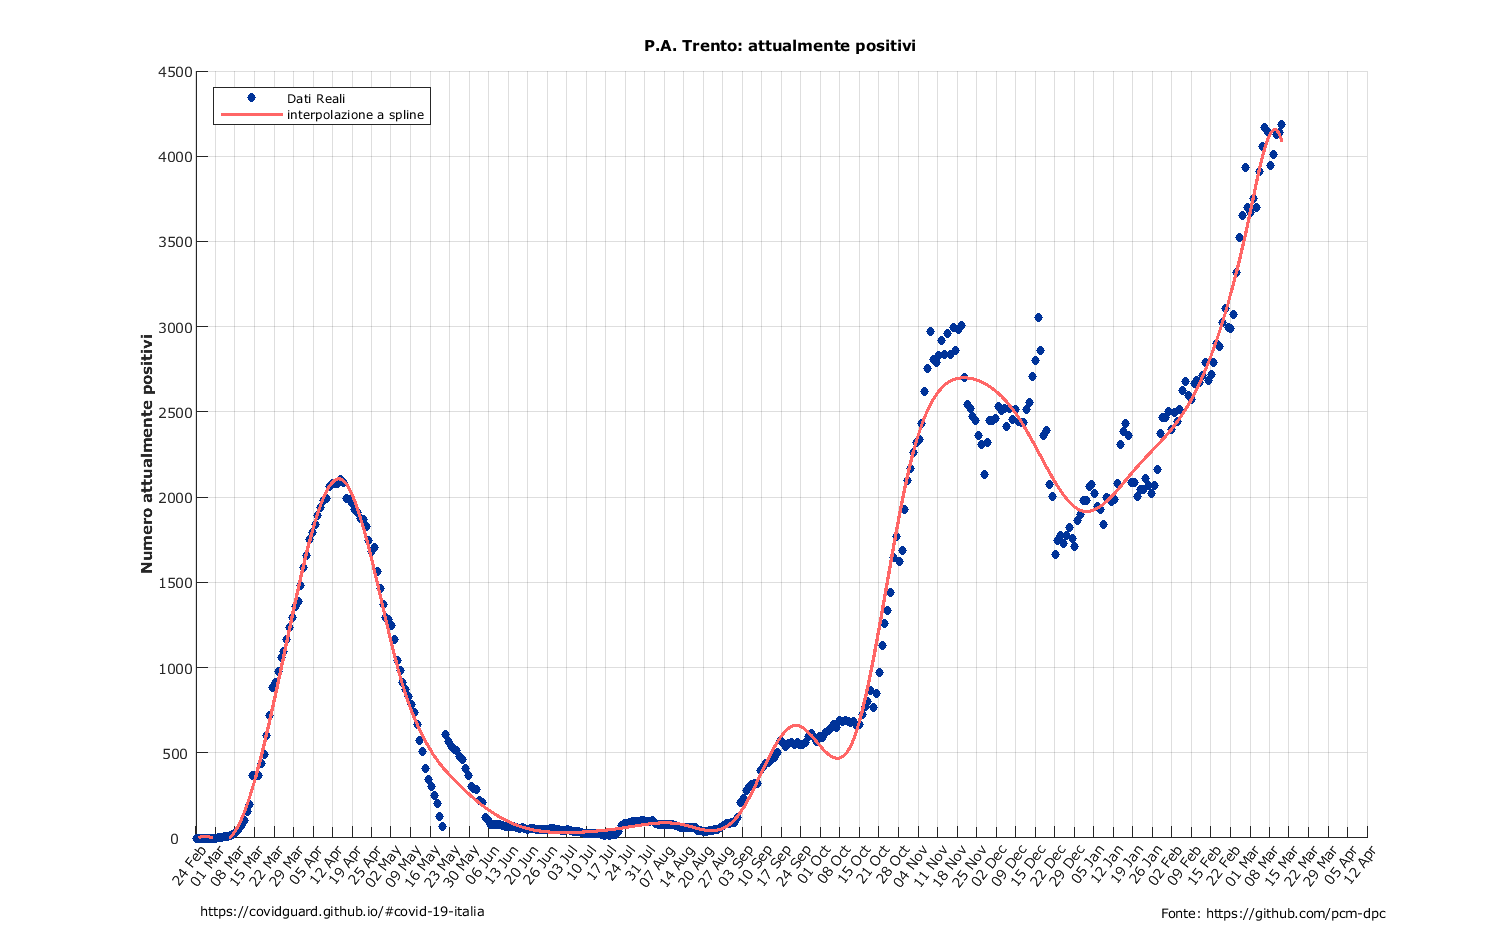 P.A. Trento: attualmente positivi
Dati Reali
interpolazione a spline
Numero attualmente positivi
4500
4000
3500
3000
2500
2000
1500
1000
500
0
24 Feb
01 Mar
08 Mar
15 Mar
22 Mar
29 Mar
05 Apr
12 Apr
19 Apr
25 Apr
02 May
09 May
16 May
23 May
30 May
06 Jun
13 Jun
20 Jun
26 Jun
03 Jul
10 Jul
17 Jul
24 Jul
31 Jul
07 Aug
14 Aug
20 Aug
27 Aug
03 Sep
10 Sep
17 Sep
24 Sep
01 Oct
08 Oct
15 Oct
21 Oct
28 Oct
04 Nov
11 Nov
18 Nov
25 Nov
02 Dec
09 Dec
15 Dec
22 Dec
29 Dec
05 Jan
12 Jan
19 Jan
26 Jan
02 Feb
09 Feb
15 Feb
22 Feb
01 Mar
08 Mar
15 Mar
22 Mar
29 Mar
05 Apr
12 Apr
https://covidguard.github.io/#covid-19-italia
Fonte: https://github.com/pcm-dpc